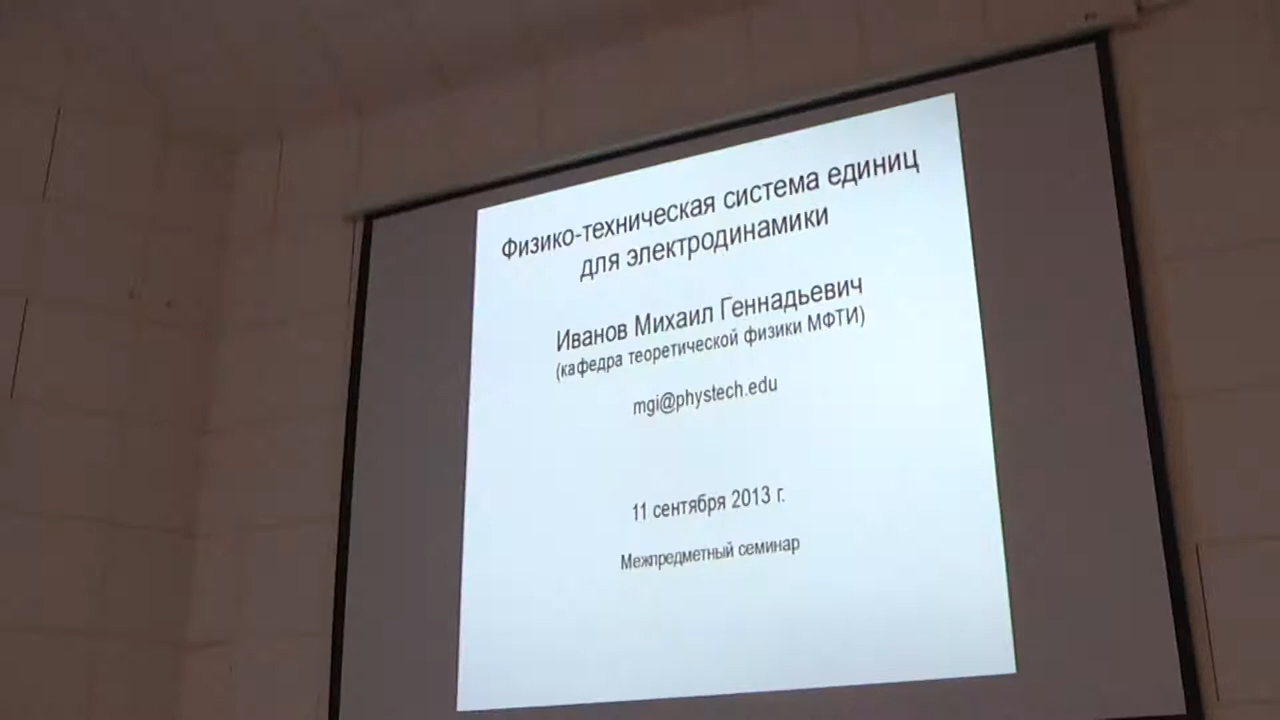 Физико-техническая система единиц
для электродинамики
Иванов Михаил Геннадьевич
(кафедра теоретической физики МФТИ)
mgi@phystech.edu
11 сентября 2013 г.
Межпредметный семинар